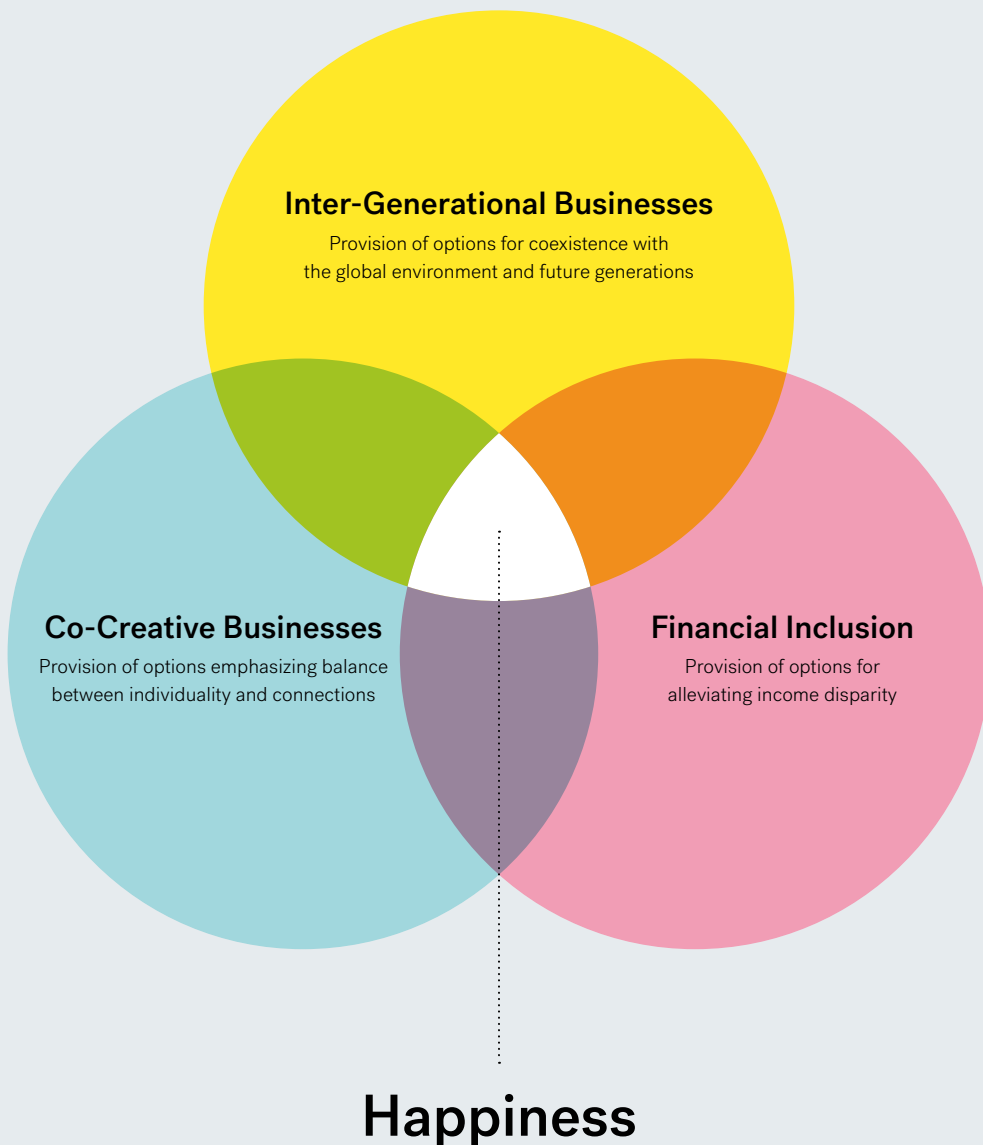 Inter-Generational Businesses
Provision of options for coexistence with
the global environment and future generations
Co-Creative Businesses
Provision of options emphasizing balance
between individuality and connections
Financial Inclusion
Provision of options for
alleviating income disparity
Happiness